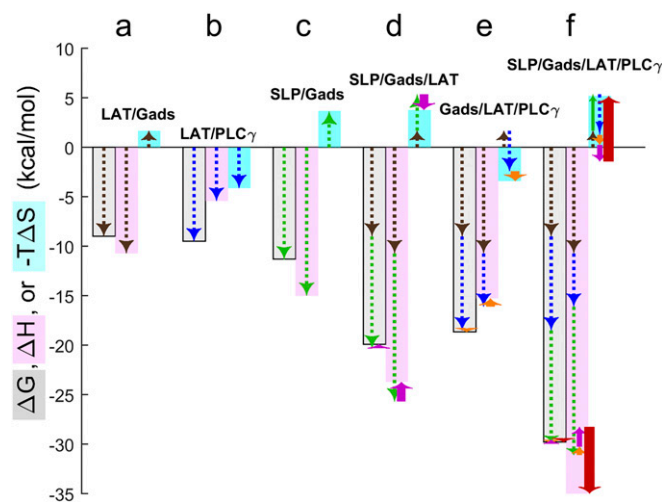 a b c d e f
10
5
0
-5
-10
-15
-20
-25
-30
-35
ΔG, ΔH, or -TΔS (kcal/mol)
LAT/Gads
LAT/PLCγ
SLP/Gads
SLP/Gads/LAT
Gads/LAT/PLCγ
SLP/Gads/LAT/PLCγ